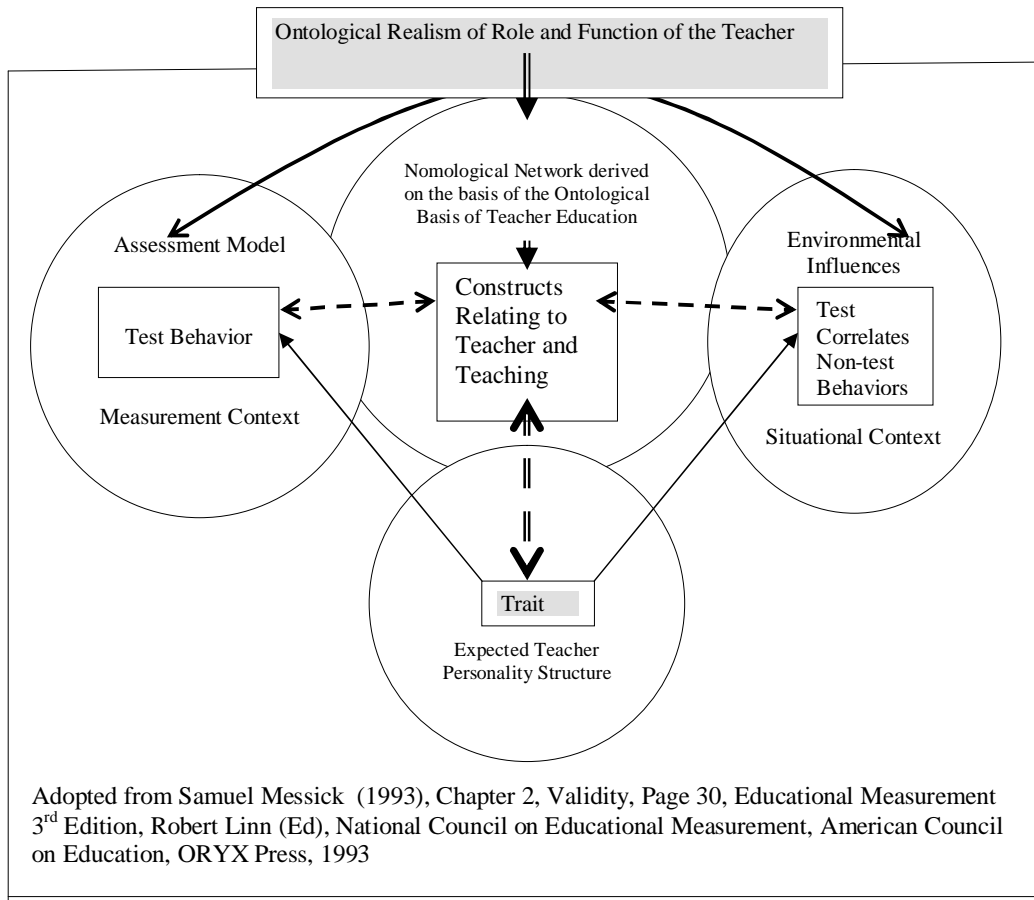 Ontological Realism of Role and Function of the Teacher
Nomological Network derived
on the basis of the Ontological
Basis of Teacher Education
Assessment Model
Environmental
Influences
Constructs
Relating to
Teacher and
Teaching
Test Behavior
Test
Correlates
Non-test
Behaviors
Measurement Context
Situational Context
Trait
Expected Teacher
Personality Structure
Adopted from Samuel Messick (1993), Chapter 2, Validity, Page 30, Educational Measurement
3rd Edition, Robert Linn (Ed), National Council on Educational Measurement, American Council
on Education, ORYX Press, 1993